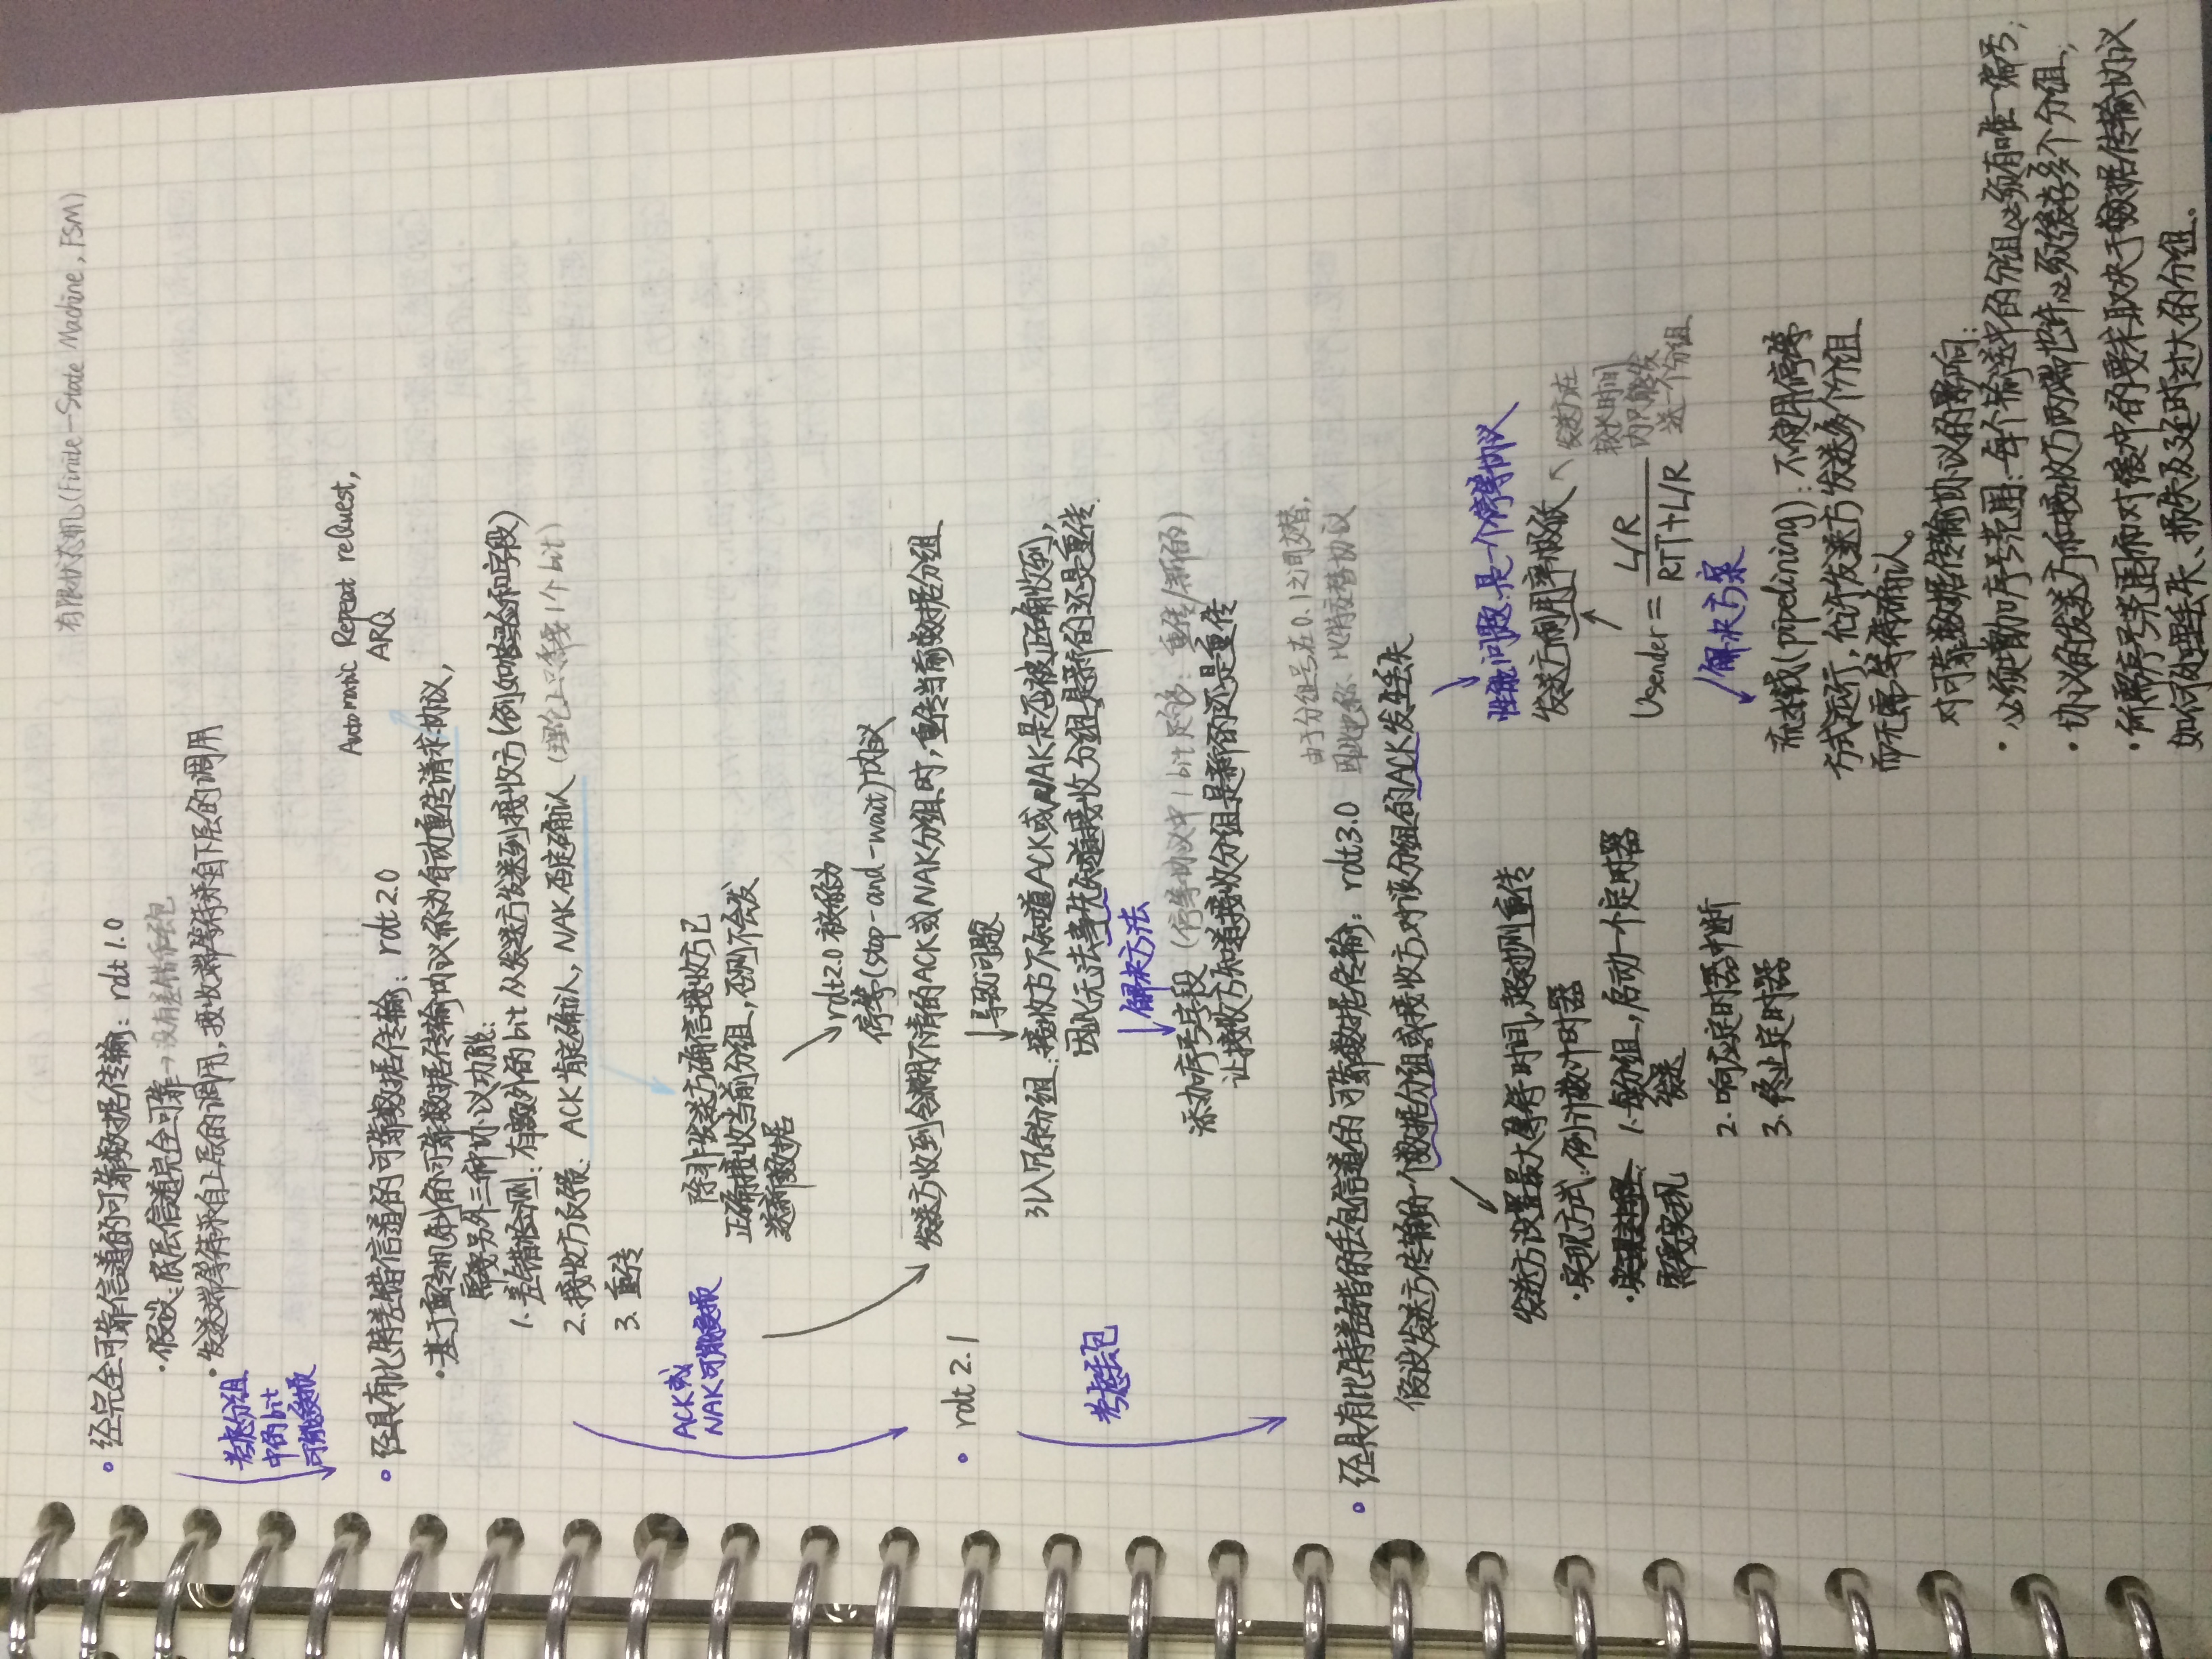 有限状态机(Finite-State Machine, FSM)
• 经完全可靠信道的可靠数据传输: rdt 1.0
· 假设: 底层信道完全可靠→没有差错和丢包
· 发送端等待来自上层的调用, 接收端等待来自下层的调用
考虑分组
中的bit
可能受损
Automatic Repeat reQuest,
ARQ
• 经具有比特差错信道的可靠数据传输: rdt 2.0
· 基于重传机制的可靠数据传输协议称为自动重传请求协议,
需要另外三种协议功能:
1. 差错检测: 有额外的bit从发送方发送到接收方(例如检验和字段)
2. 接收方反馈: ACK肯定确认, NAK否定确认 (理论上只需要1个bit)
3. 重传
ACK或
NAK可能受损
除非发送方确信接收方已
正确接收当前分组, 否则不会发
送新数据
rdt2.0 被称为
停等(stop-and-wait)协议
发送方收到含糊不清的ACK或NAK分组时, 重传当前数据分组
• rdt 2.1
导致问题
引入冗余分组: 接收方不知道ACK或NAK是否被正确收到,
因此无法事先知道接收分组是新的还是重传.
考虑丢包
解决方法
添加序号字段 (停等协议中1bit足够: 重传/新的)
让接收方知道接收分组是新的还是重传
由于分组号在0.1之间交替,
因此也称、比特交替协议
• 经具有比特差错的丢包信道的可靠数据传输: rdt3.0
假设发送方传输的一个数据分组或接收方对该分组的ACK发生丢失
发送方设置最大等待时间, 超过则重传
· 实现方式: 倒计数计时器
· 需要实现
1. 每分组, 启动一个定时器
发送
2. 响应定时器中断
3. 终止定时器
性能问题: 是一个停等协议
发送方利用率极低
发送方在
较长时间
内只能发
送一个分组
Usender = (L/R)/(RTT+L/R)
解决方案
流水线(pipelining): 不使用停等
方式运行, 允许发送方发送多个分组
而无需等待确认。
对可靠数据传输协议的影响:
· 必须增加序号范围: 每个输送中的分组必须有唯一编号;
· 协议的发送方和接收方两端也许必须缓存多个分组;
· 所需序号范围和对缓冲的要求取决于数据传输协议
如何处理丢失、损失及延时过大的分组。